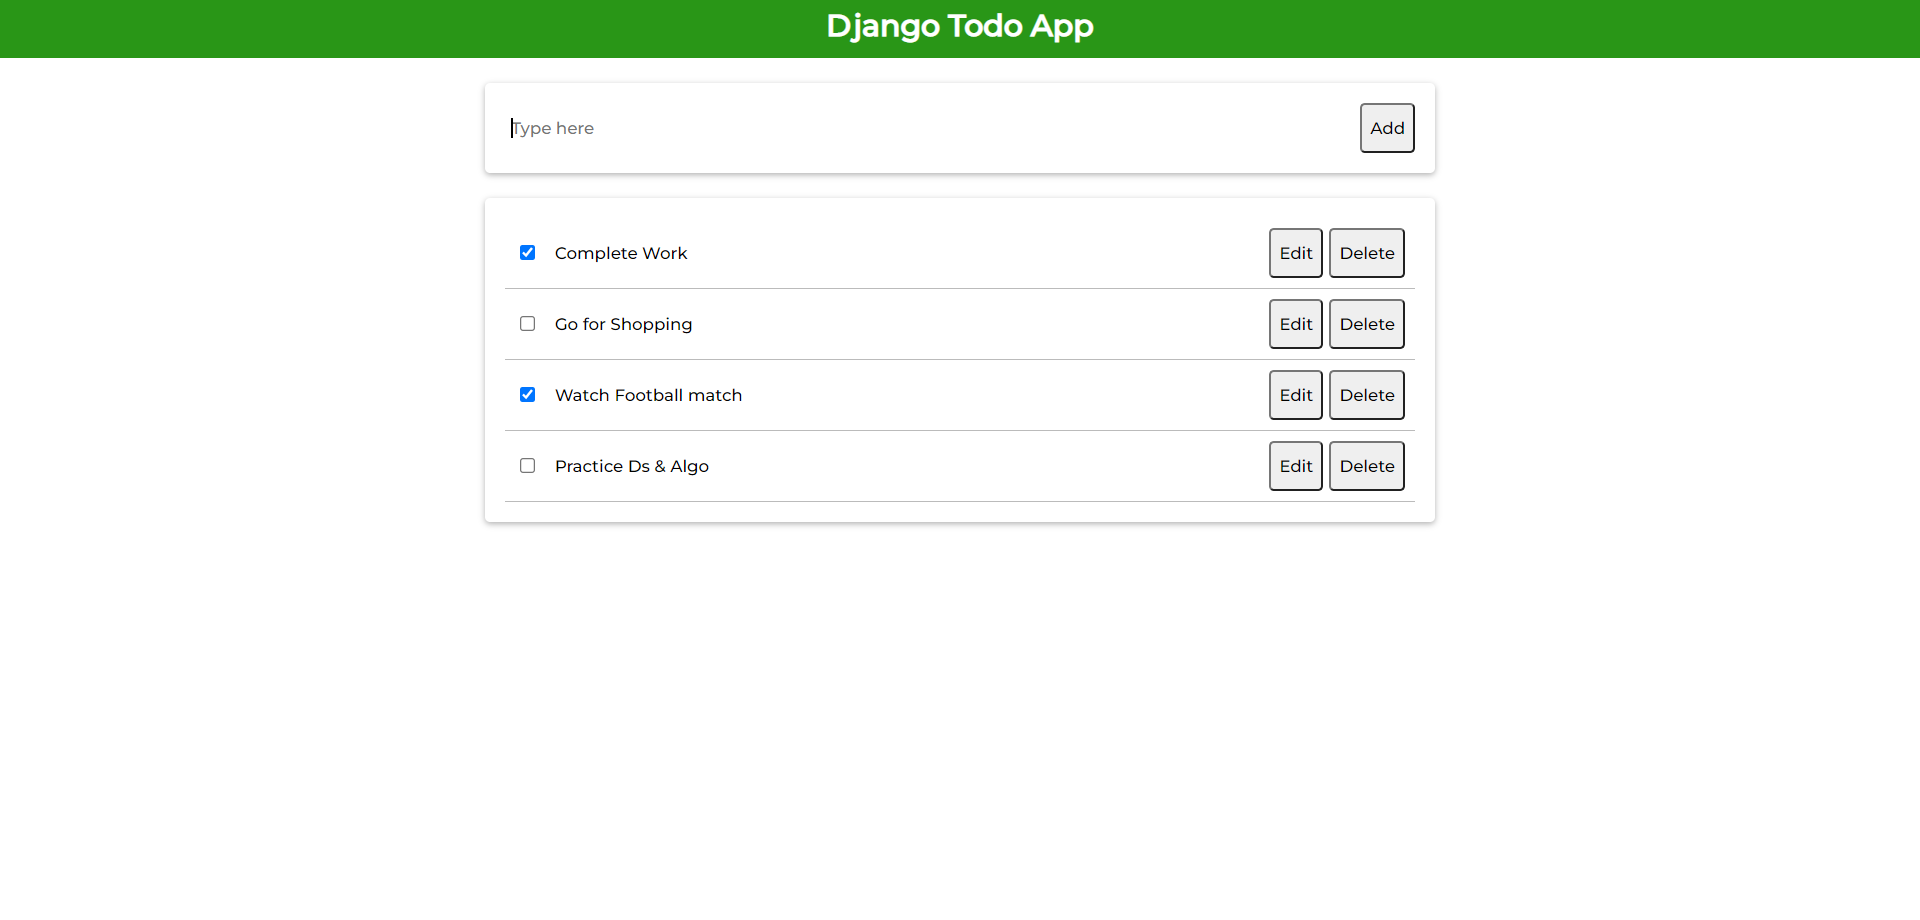 Django Todo App
Type here Add
Complete Work Edit Delete
Go for Shopping Edit Delete
Watch Football match Edit Delete
Practice Ds & Algo Edit Delete